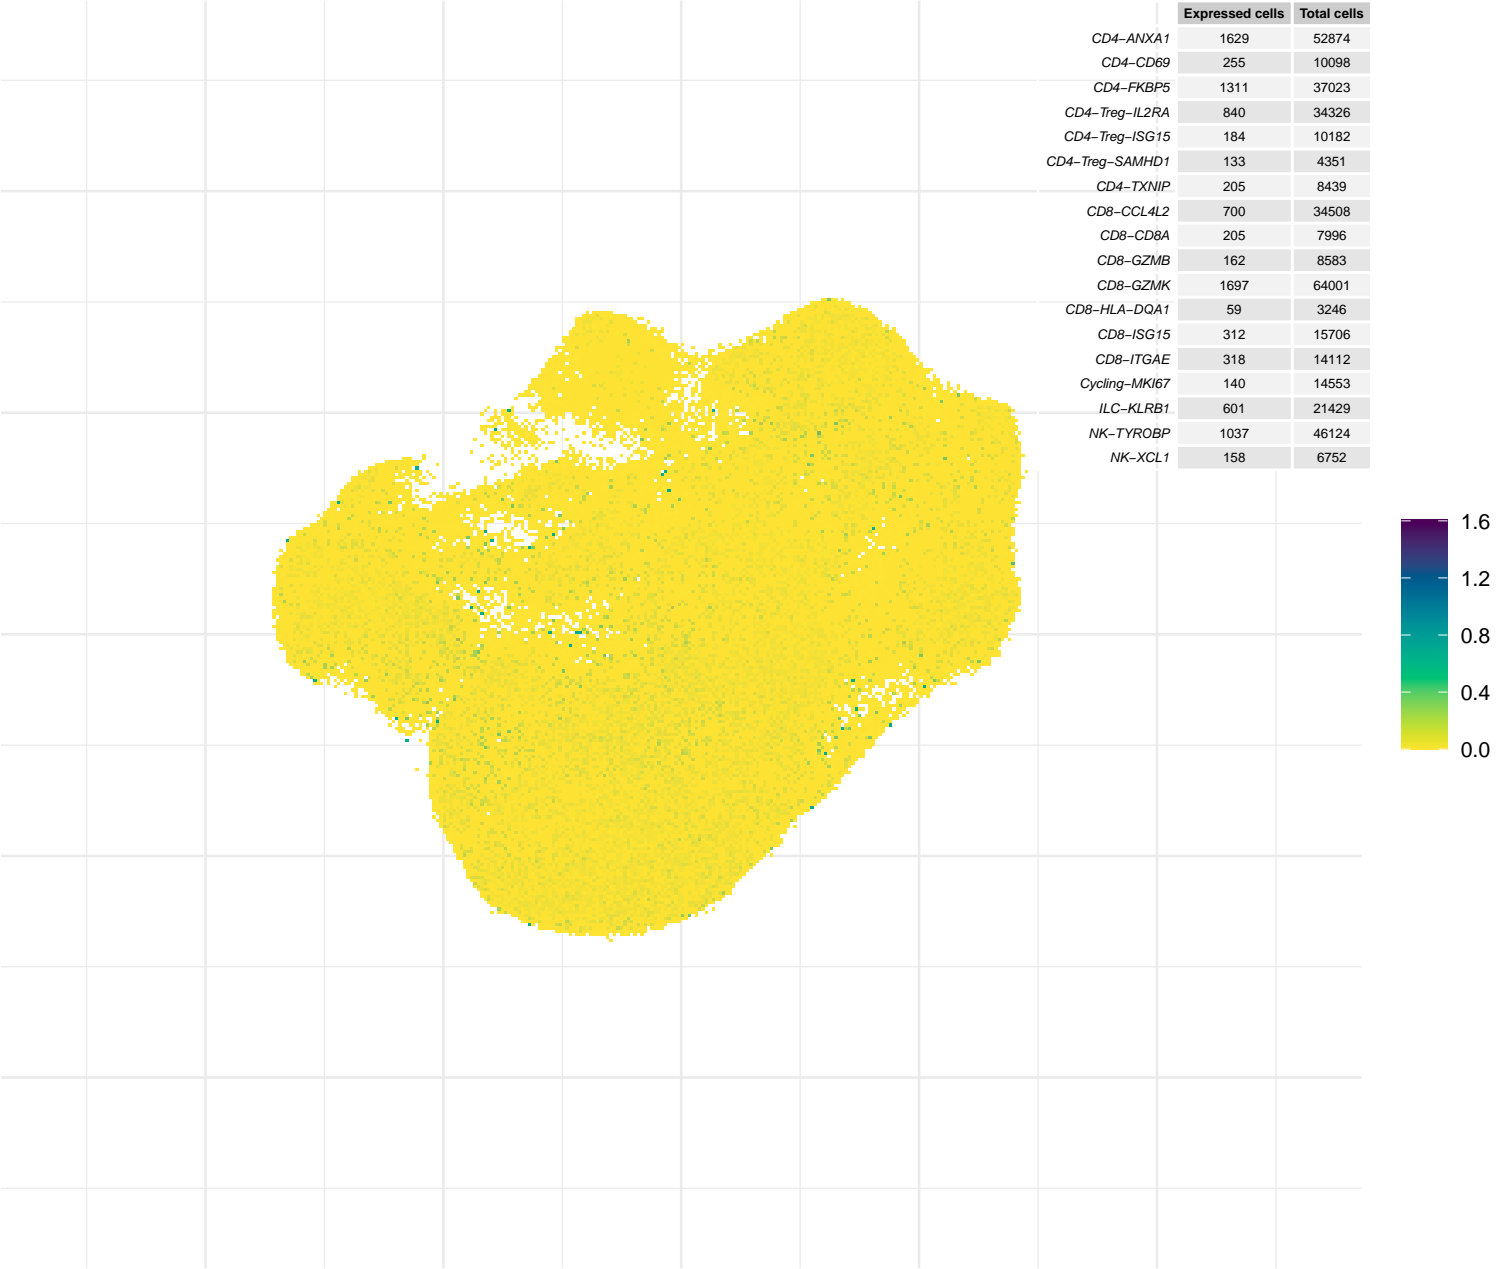 Expressed cells Total cells
CD4−ANXA1 1629 52874
CD4−CD69 255 10098
CD4−FKBP5 1311 37023
CD4−Treg−IL2RA 840 34326
CD4−Treg−ISG15 184 10182
CD4−Treg−SAMHD1 133 4351
CD4−TXNIP 205 8439
CD8−CCL4L2 700 34508
CD8−CD8A 205 7996
CD8−GZMB 162 8583
CD8−GZMK 1697 64001
CD8−HLA−DQA1 59 3246
CD8−ISG15 312 15706
CD8−ITGAE 318 14112
Cycling−MKI67 140 14553
ILC−KLRB1 601 21429
NK−TYROBP 1037 46124
NK−XCL1 158 6752
1.6
1.2
0.8
0.4
0.0